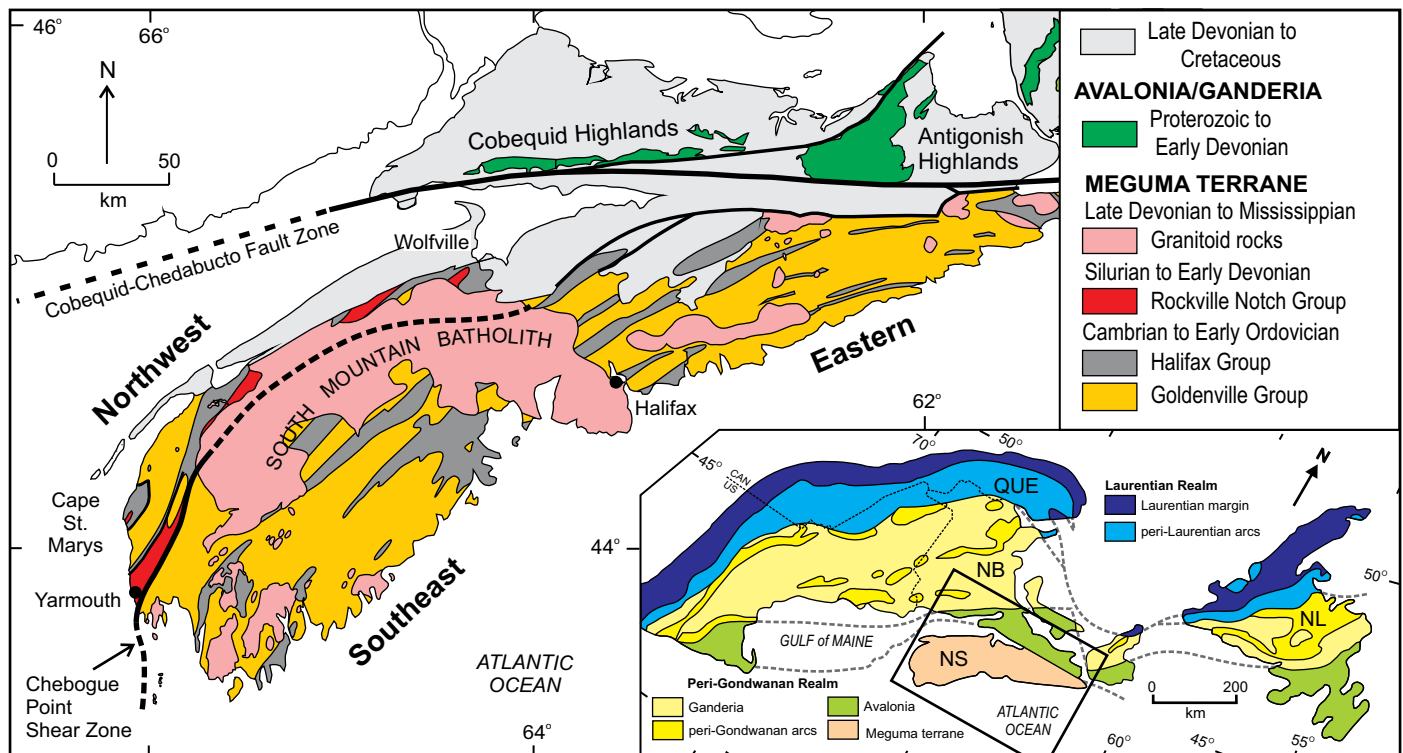 46°
66°
N
0
50
km
Cobequid Highlands
Antigonish
Highlands
Wolfville
Cobequid-Chedabucto Fault Zone
Northwest
SOUTH MOUNTAIN BATHOLITH
Eastern
Halifax
Cape
St.
Marys
Yarmouth
Southeast
Chebogue
Point
Shear Zone
ATLANTIC
OCEAN
64°
44°
62°
Late Devonian to
Cretaceous
AVALONIA/GANDERIA
Proterozoic to
Early Devonian
MEGUMA TERRANE
Late Devonian to Mississippian
Granitoid rocks
Silurian to Early Devonian
Rockville Notch Group
Cambrian to Early Ordovician
Halifax Group
Goldenville Group
70°
50°
45°
CAN
US
QUE
NB
NS
NL
GULF of MAINE
Laurentian Realm
Laurentian margin
peri-Laurentian arcs
N
50°
Peri-Gondwanan Realm
Ganderia
peri-Gondwanan arcs
Avalonia
Meguma terrane
ATLANTIC
OCEAN
0
200
km
60°
45°
55°